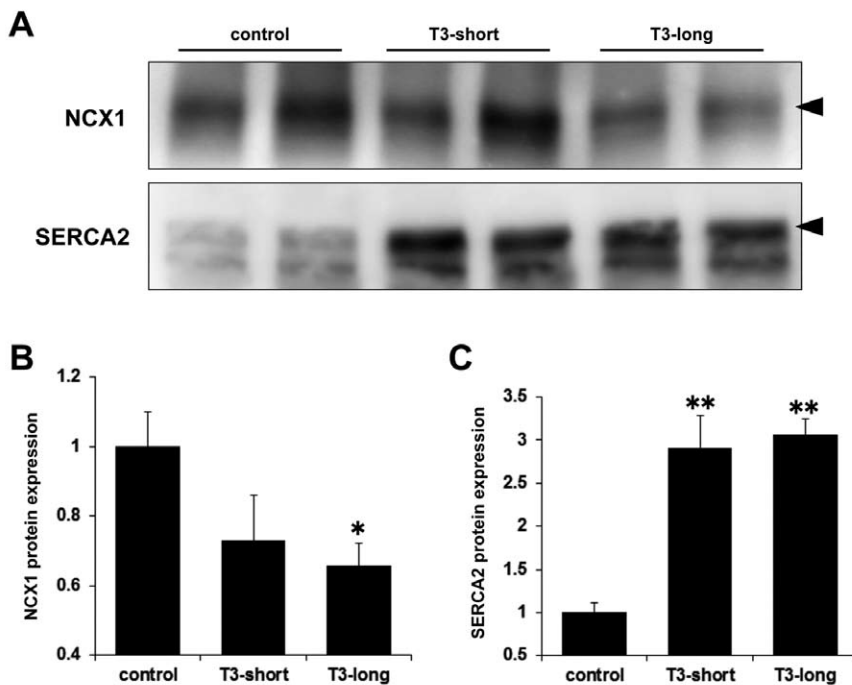 A
control T3-short T3-long
NCX1
SERCA2
B
NCX1 protein expression
1.2
1
0.8
0.6
0.4
*
control T3-short T3-long
C
SERCA2 protein expression
3.5
3
2.5
2
1.5
1
0.5
** **
control T3-short T3-long